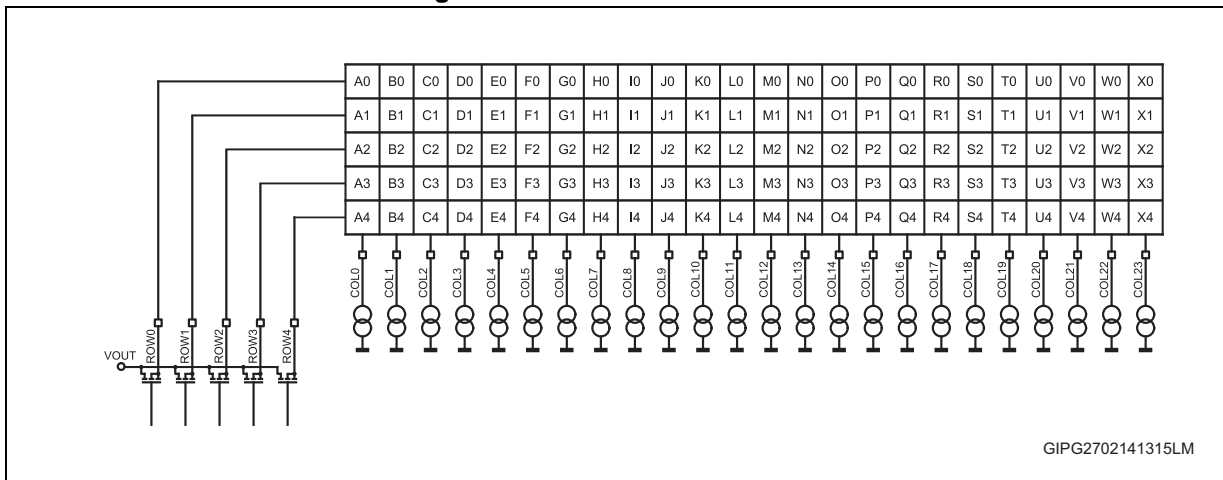 A0 B0 C0 D0 E0 F0 G0 H0 I0 J0 K0 L0 M0 N0 O0 P0 Q0 R0 S0 T0 U0 V0 W0 X0
A1 B1 C1 D1 E1 F1 G1 H1 I1 J1 K1 L1 M1 N1 O1 P1 Q1 R1 S1 T1 U1 V1 W1 X1
A2 B2 C2 D2 E2 F2 G2 H2 I2 J2 K2 L2 M2 N2 O2 P2 Q2 R2 S2 T2 U2 V2 W2 X2
A3 B3 C3 D3 E3 F3 G3 H3 I3 J3 K3 L3 M3 N3 O3 P3 Q3 R3 S3 T3 U3 V3 W3 X3
A4 B4 C4 D4 E4 F4 G4 H4 I4 J4 K4 L4 M4 N4 O4 P4 Q4 R4 S4 T4 U4 V4 W4 X4
COL0 COL1 COL2 COL3 COL4 COL5 COL6 COL7 COL8 COL9 COL10 COL11 COL12 COL13 COL14 COL15 COL16 COL17 COL18 COL19 COL20 COL21 COL22 COL23
ROW0 ROW1 ROW2 ROW3 ROW4
VOUT
GIPG2702141315LM